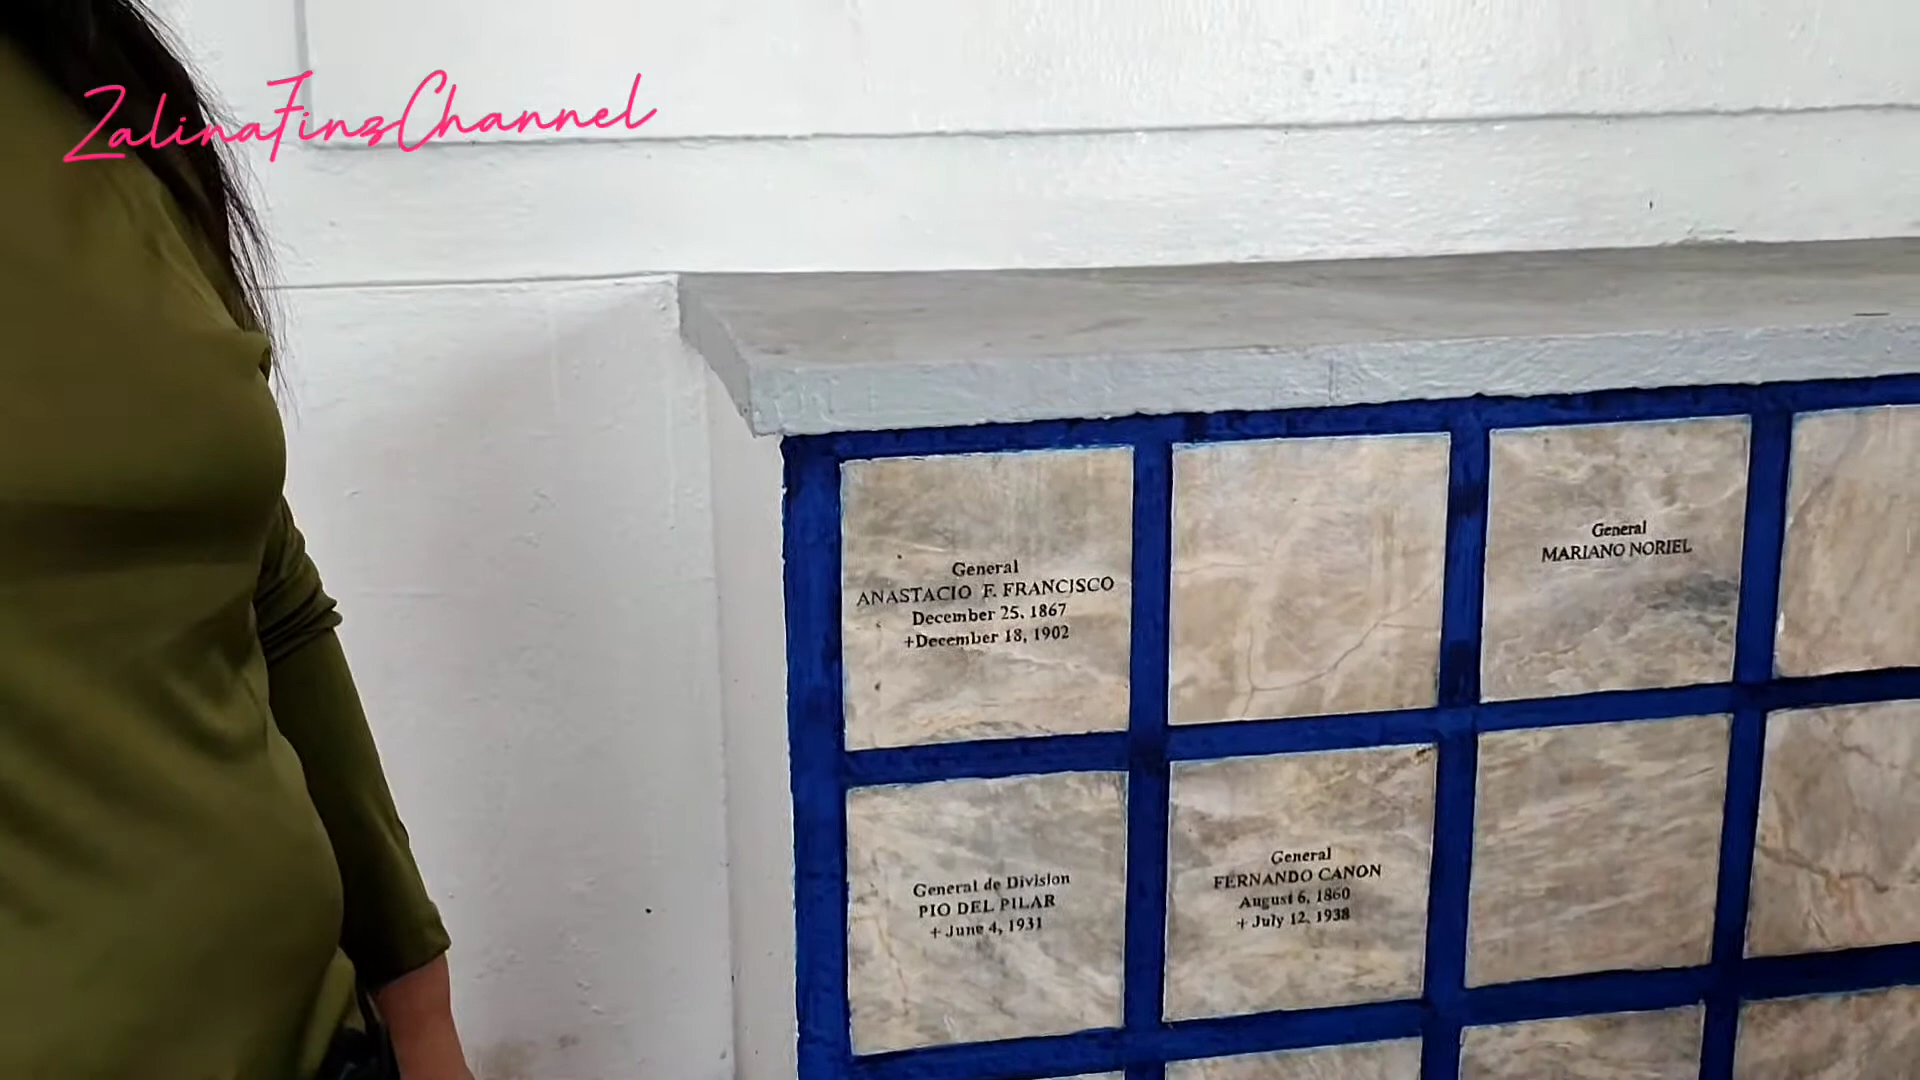 ZalinaFinzChannel
General
ANASTACIO F. FRANCISCO
December 25, 1867
+December 18, 1902
General
MARIANO NORIEL
General de Division
PIO DEL PILAR
+ June 4, 1931
General
FERNANDO CANON
August 6, 1860
+ July 12, 1938